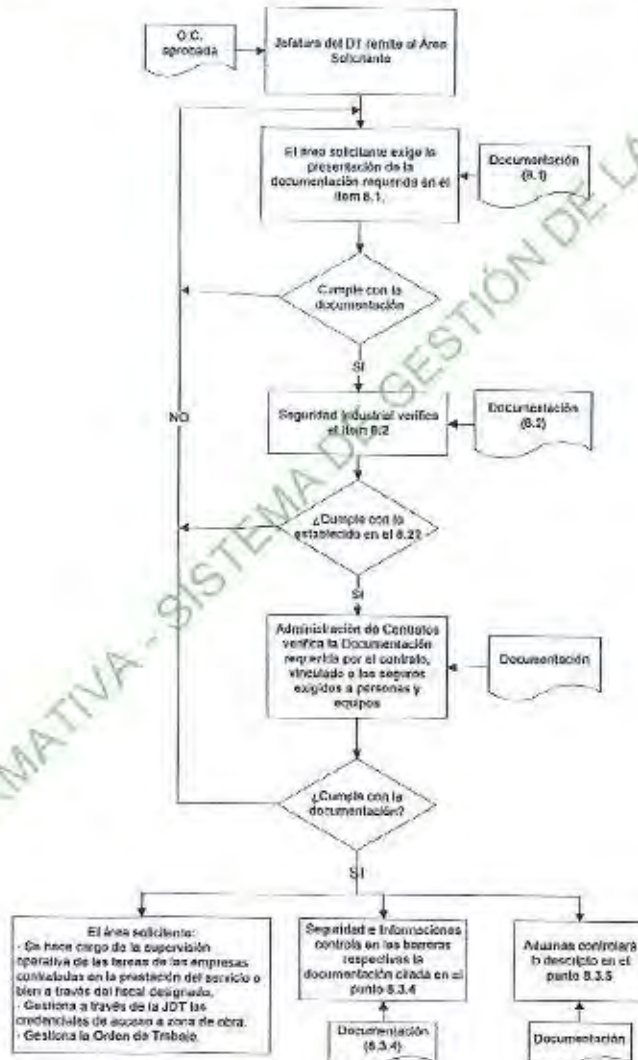 O.C.
aprobada
Jefatura del DT remite al Área
Solicitante
El área solicitante exige la
presentación de la
documentación requerida en el
ítem 8.1.
Documentación
(8.1)
Cumple con la
documentación
SI
NO
Seguridad Industrial verifica
el ítem 8.2
Documentación
(8.2)
¿Cumple con lo
establecido en el 8.2?
SI
Administración de Contratos
verifica la Documentación
requerida por el contrato,
vinculado a los seguros
exigidos a personas y
equipos
Documentación
¿Cumple con la
documentación?
SI
El área solicitante:
- Se hace cargo de la supervisión
operativa de las tareas de las empresas
contratadas en la prestación del servicio o
bien a través del fiscal designado.
- Gestiona a través de la JDT las
credenciales de acceso a zona de obra.
- Gestiona la Orden de Trabajo.
Seguridad e Informaciones
controla en las barreras
respectivas la
documentación citada en el
punto 8.3.4
Documentación
(8.3.4)
Aduanas controlará
lo descripto en el
punto 8.3.5
Documentación
RMATIVA - SISTEMA DE GESTIÓN DE LA